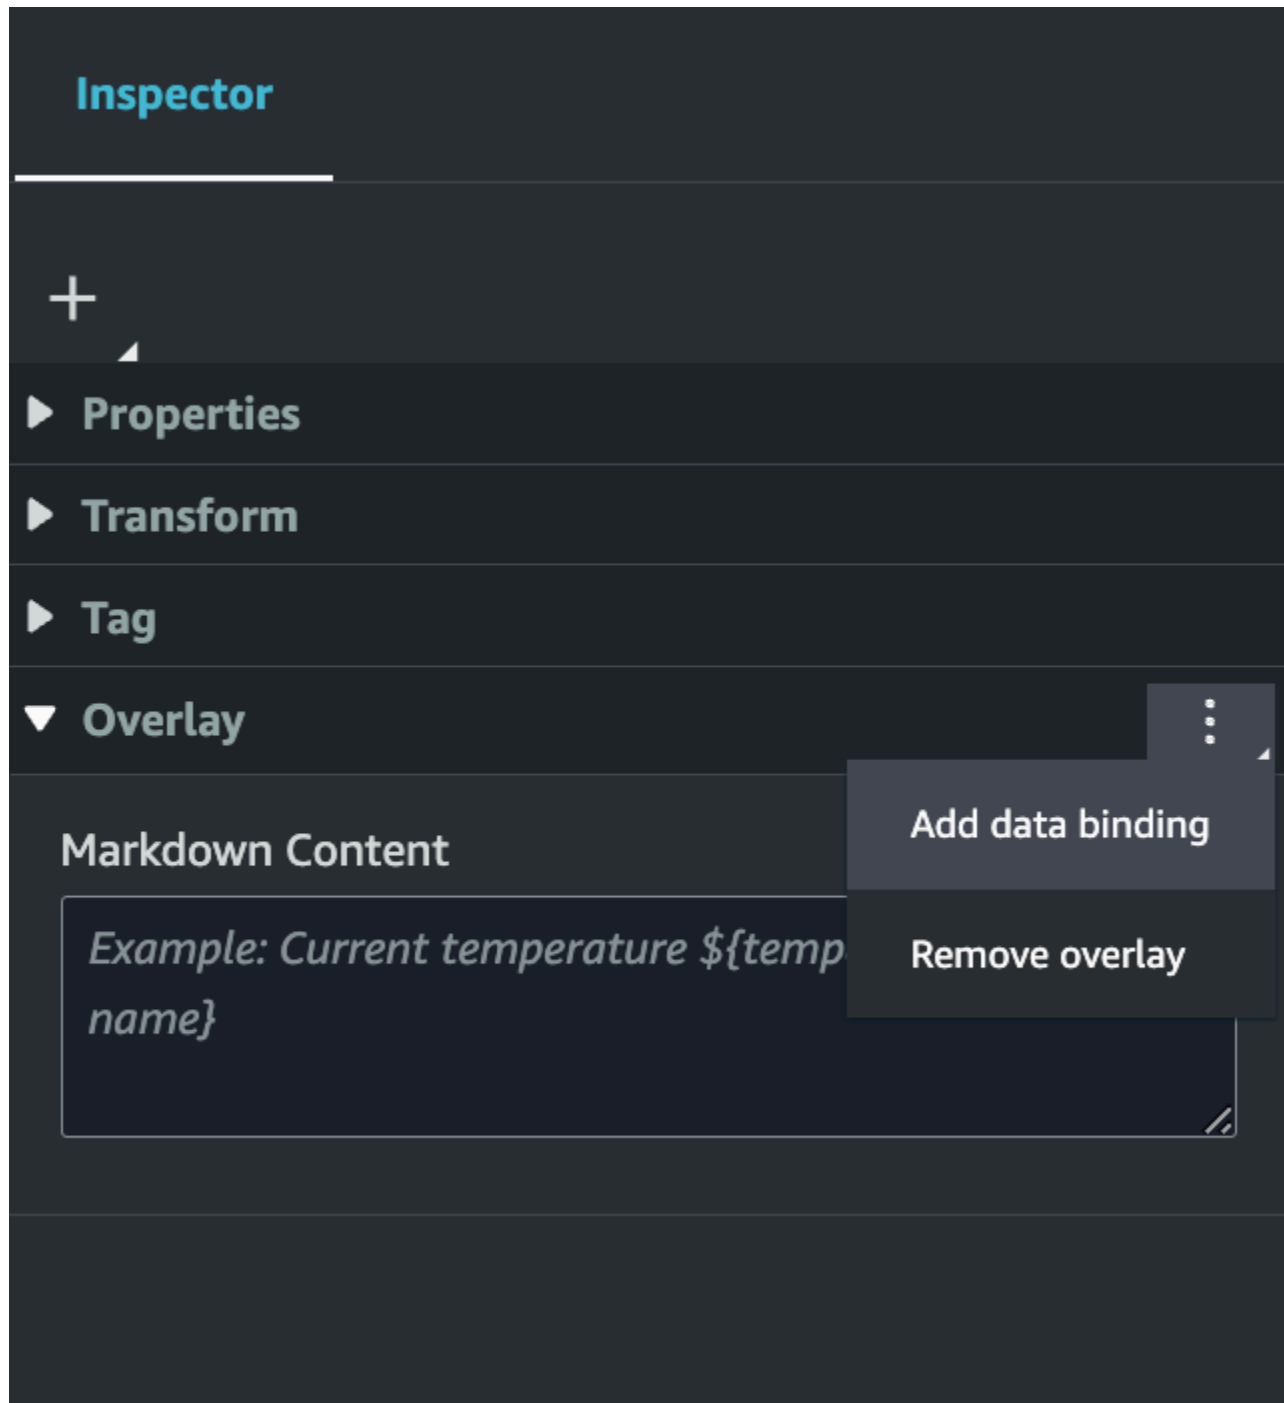 Inspector
Properties
Transform
Tag
Overlay
Add data binding
Remove overlay
Markdown Content
Example: Current temperature ${temp
name}